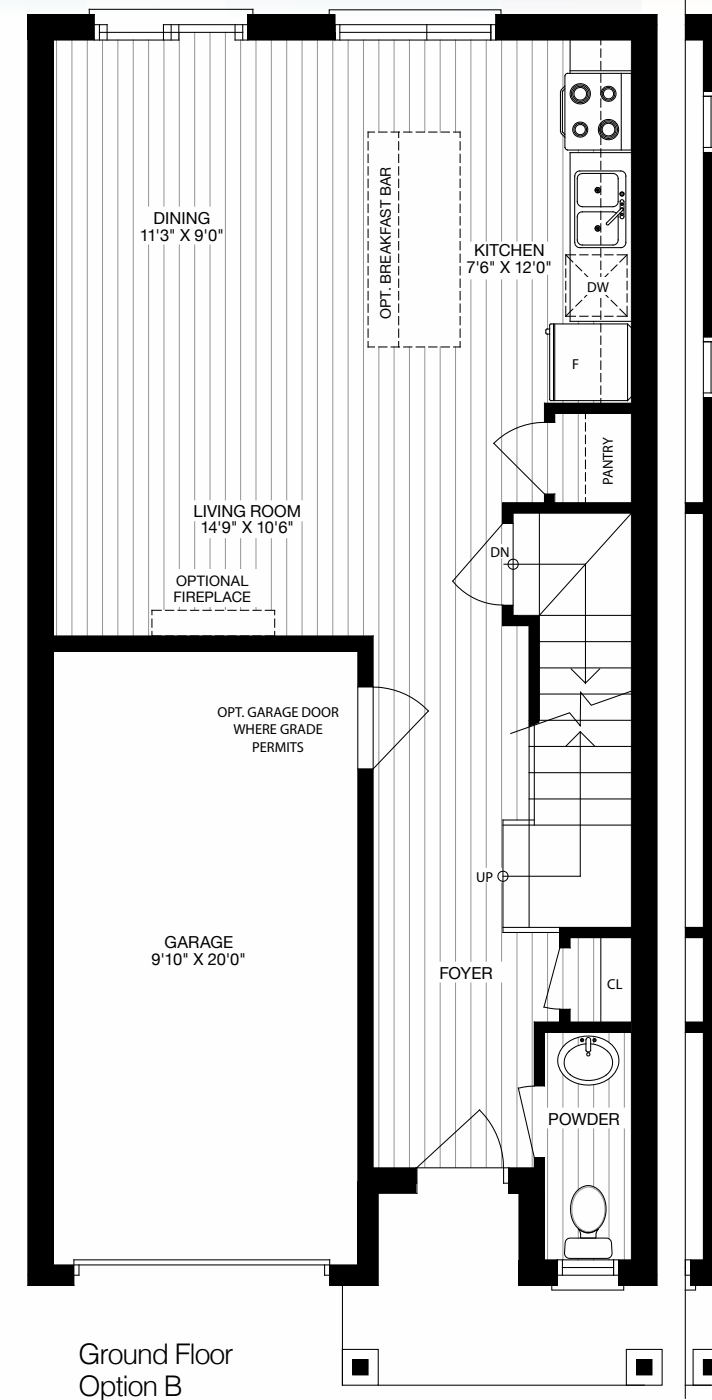 DINING
11'3" X 9'0"
OPT. BREAKFAST BAR
KITCHEN
7'6" X 12'0"
DW
F
PANTRY
LIVING ROOM
14'9" X 10'6"
DN
OPTIONAL
FIREPLACE
OPT. GARAGE DOOR
WHERE GRADE
PERMITS
UP
GARAGE
9'10" X 20'0"
FOYER
CL
POWDER
Ground Floor
Option B